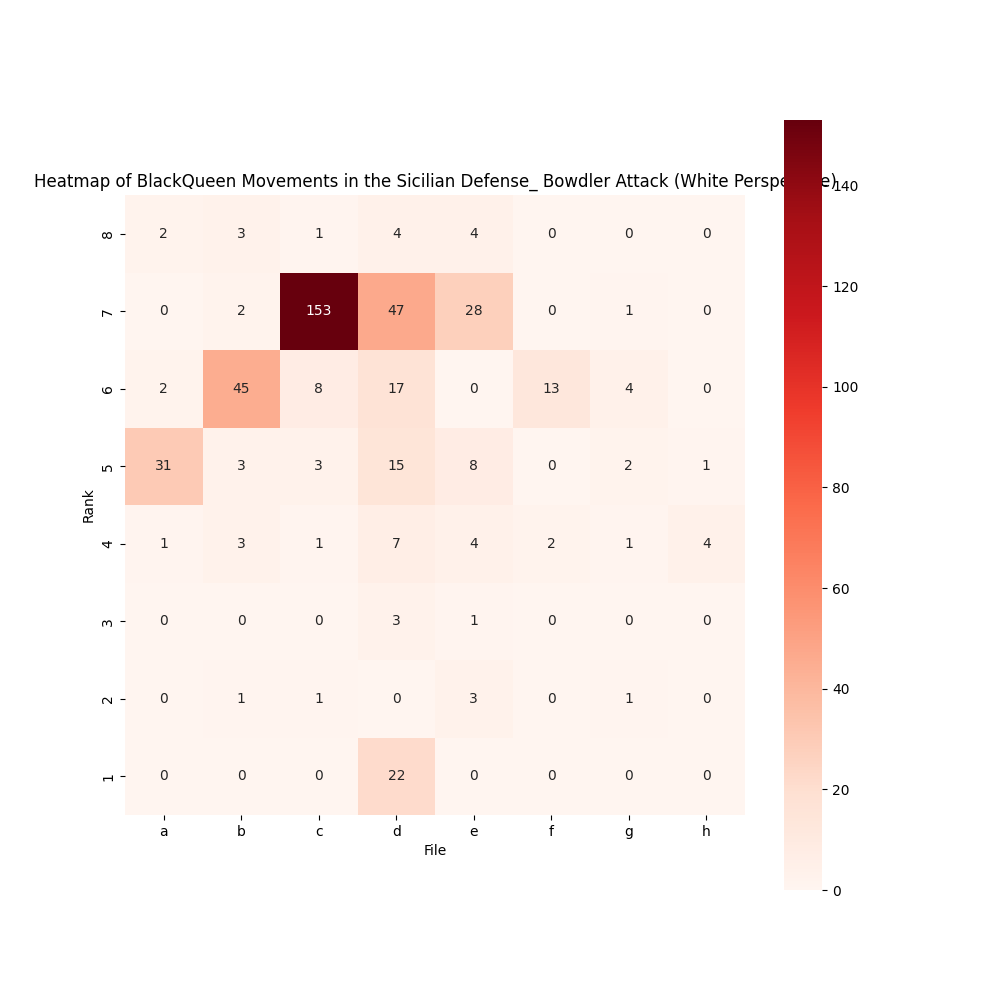 Heatmap of BlackQueen Movements in the Sicilian Defense_ Bowdler Attack (White Perspe e)
140
8 2 3 1 4 4 0 0 0
120
7 0 2 153 47 28 0 1 0
100
6 2 45 8 17 0 13 4 0
5 31 3 3 15 8 0 2 1
80
Rank
4 1 3 1 7 4 2 1 4
60
3 0 0 0 3 1 0 0 0
40
2 0 1 1 0 3 0 1 0
20
1 0 0 0 22 0 0 0 0
a b c d e f g h
File
0